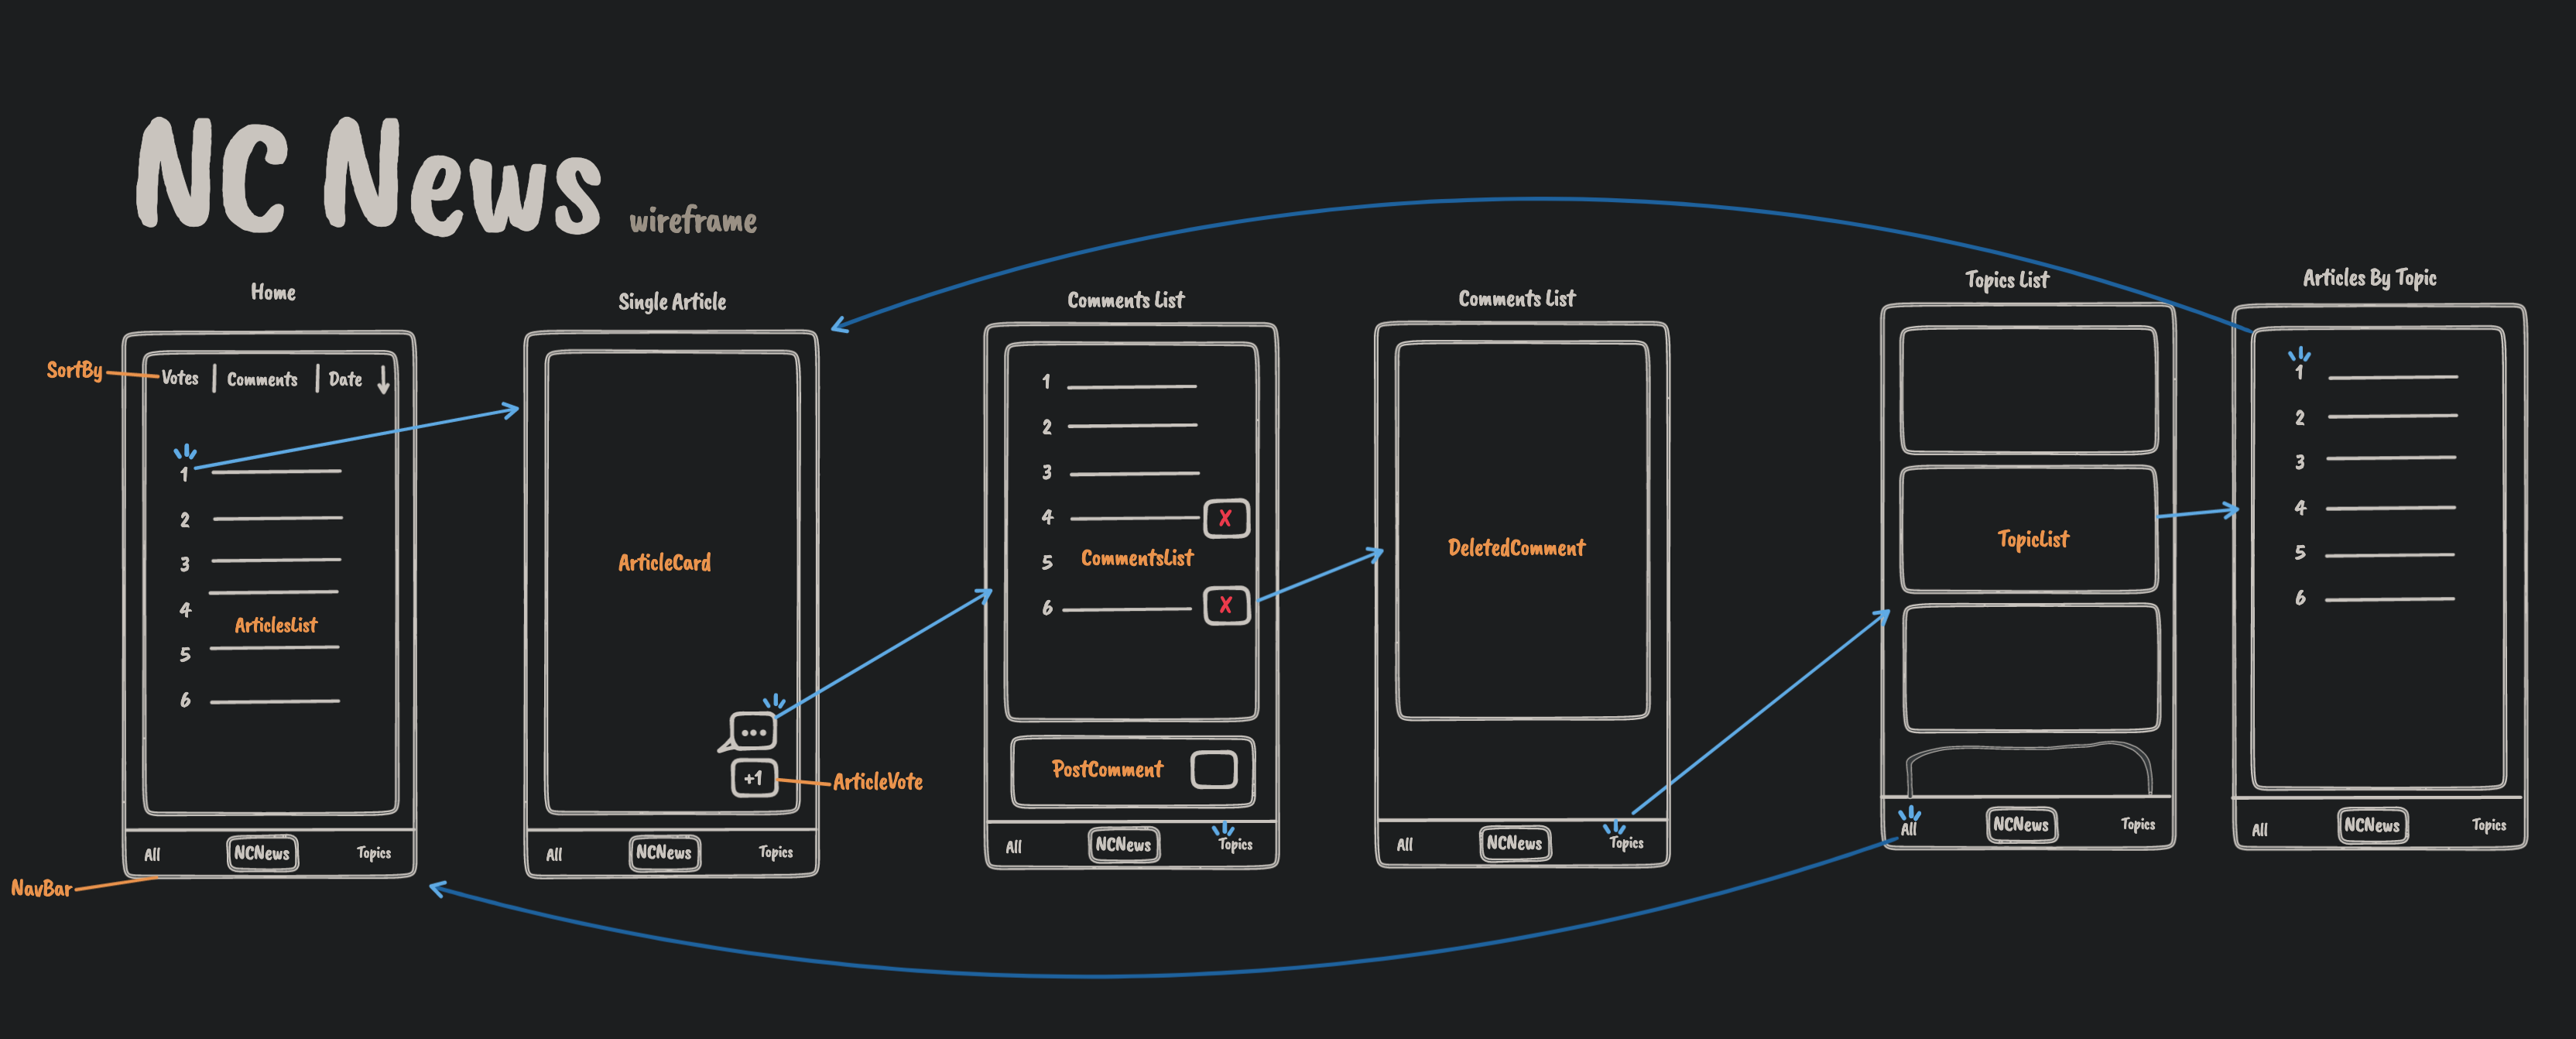 NC News
wireframe
Home
SortBy
Votes | Comments | Date ↓
1
2
3
4
ArticlesList
5
6
All
NCNews
Topics
NavBar
Single Article
ArticleCard
...
+1
ArticleVote
All
NCNews
Topics
Comments List
1
2
3
4
X
5
CommentsList
6
X
PostComment
All
NCNews
Topics
Comments List
DeletedComment
All
NCNews
Topics
Topics List
TopicList
All
NCNews
Topics
Articles By Topic
1
2
3
4
5
6
All
NCNews
Topics